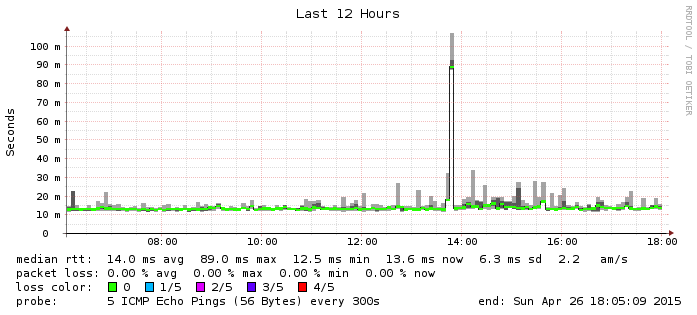 Last 12 Hours
RRDTOOL / TOBI OETIKER
Seconds
100 m
90 m
80 m
70 m
60 m
50 m
40 m
30 m
20 m
10 m
0
08:00 10:00 12:00 14:00 16:00 18:00
median rtt: 14.0 ms avg 89.0 ms max 12.5 ms min 13.6 ms now 6.3 ms sd 2.2 am/s
packet loss: 0.00 % avg 0.00 % max 0.00 % min 0.00 % now
loss color: 0 1/5 2/5 3/5 4/5
probe: 5 ICMP Echo Pings (56 Bytes) every 300s end: Sun Apr 26 18:05:09 2015